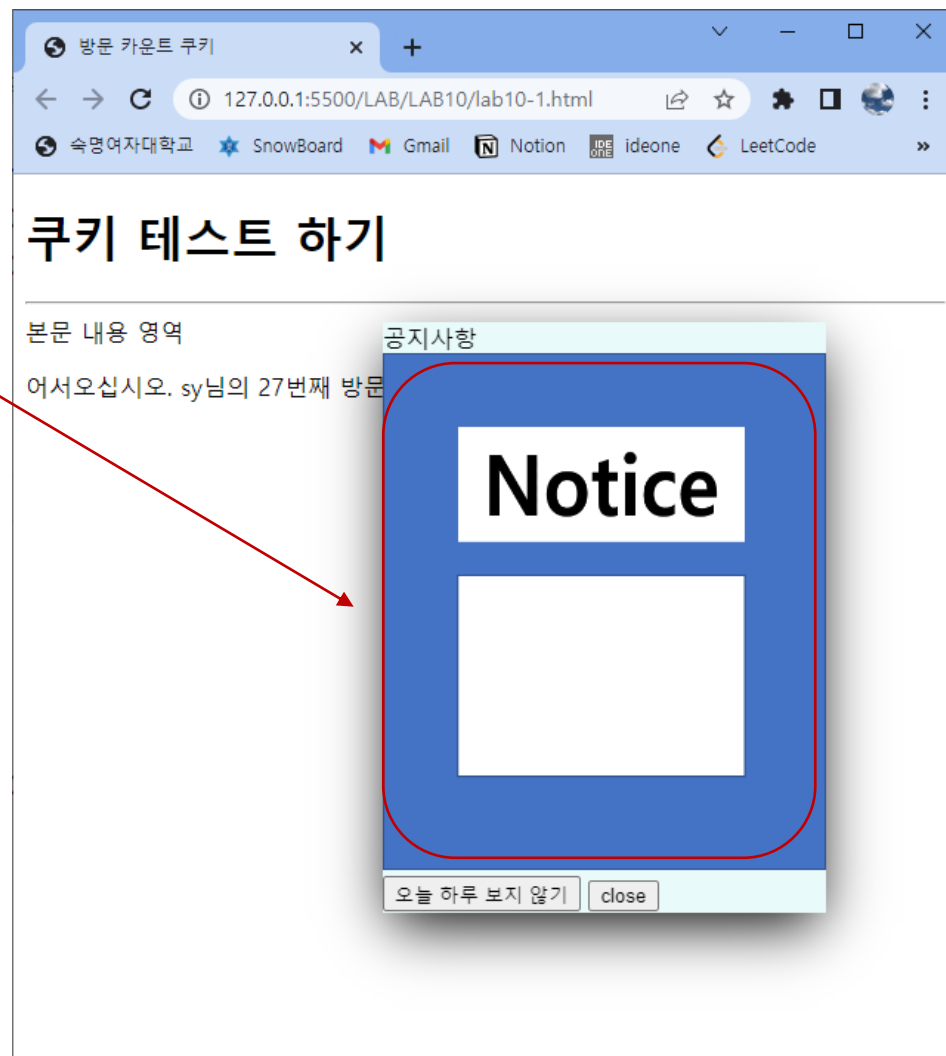 방문 카운트 쿠키
127.0.0.1:5500/LAB/LAB10/lab10-1.html
숙명여자대학교 SnowBoard Gmail Notion ideone LeetCode
쿠키 테스트 하기
본문 내용 영역
어서오십시오. sy님의 27번째 방문
공지사항
Notice
오늘 하루 보지 않기 close